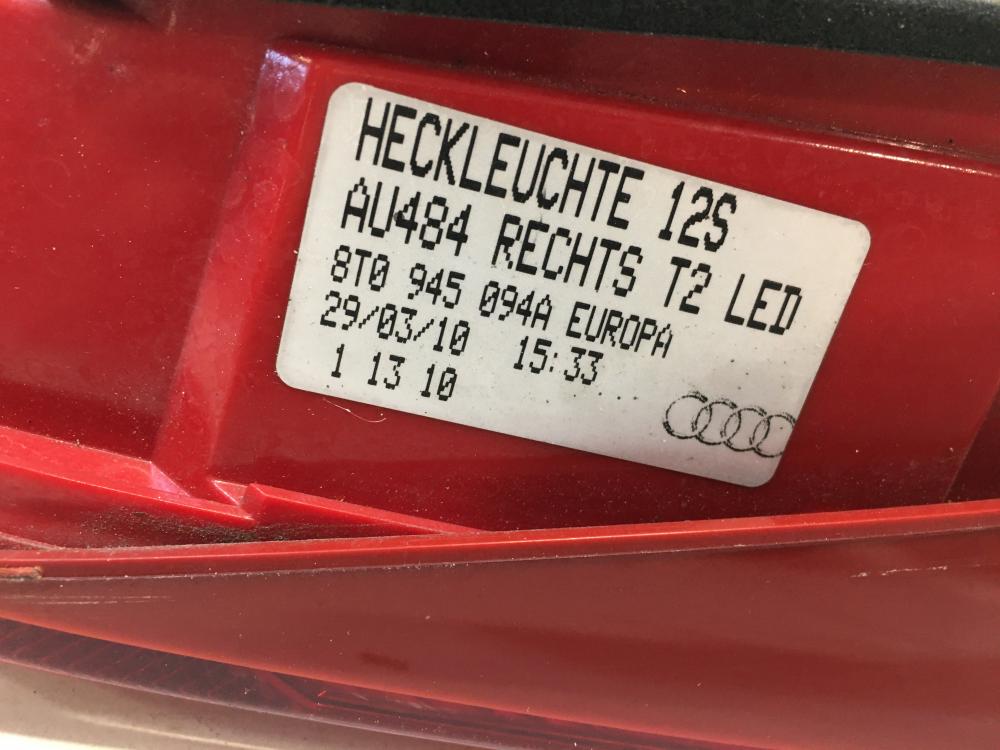 HECKLEUCHTE 12S
AU484 RECHTS T2 LED
8T0 945 094A EUROPA
29/03/10 15:33
1 13 10